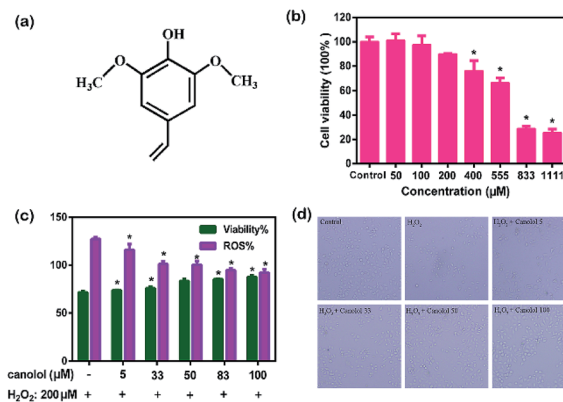 (a)
OH
H₃C
O
O
CH₃
(b)
Cell viability (100%)
120
100
80
60
40
20
0
* * * *
Control 50 100 200 400 555 833 1111
Concentration (μM)
(c)
150
100
50
0
Viability%
ROS%
* * * * * * * * *
canolol (μM) - 5 33 50 83 100
H₂O₂: 200 μM + + + + + +
(d)
Control
H₂O₂
H₂O₂ + Canolol 5
H₂O₂ + Canolol 33
H₂O₂ + Canolol 50
H₂O₂ + Canolol 100